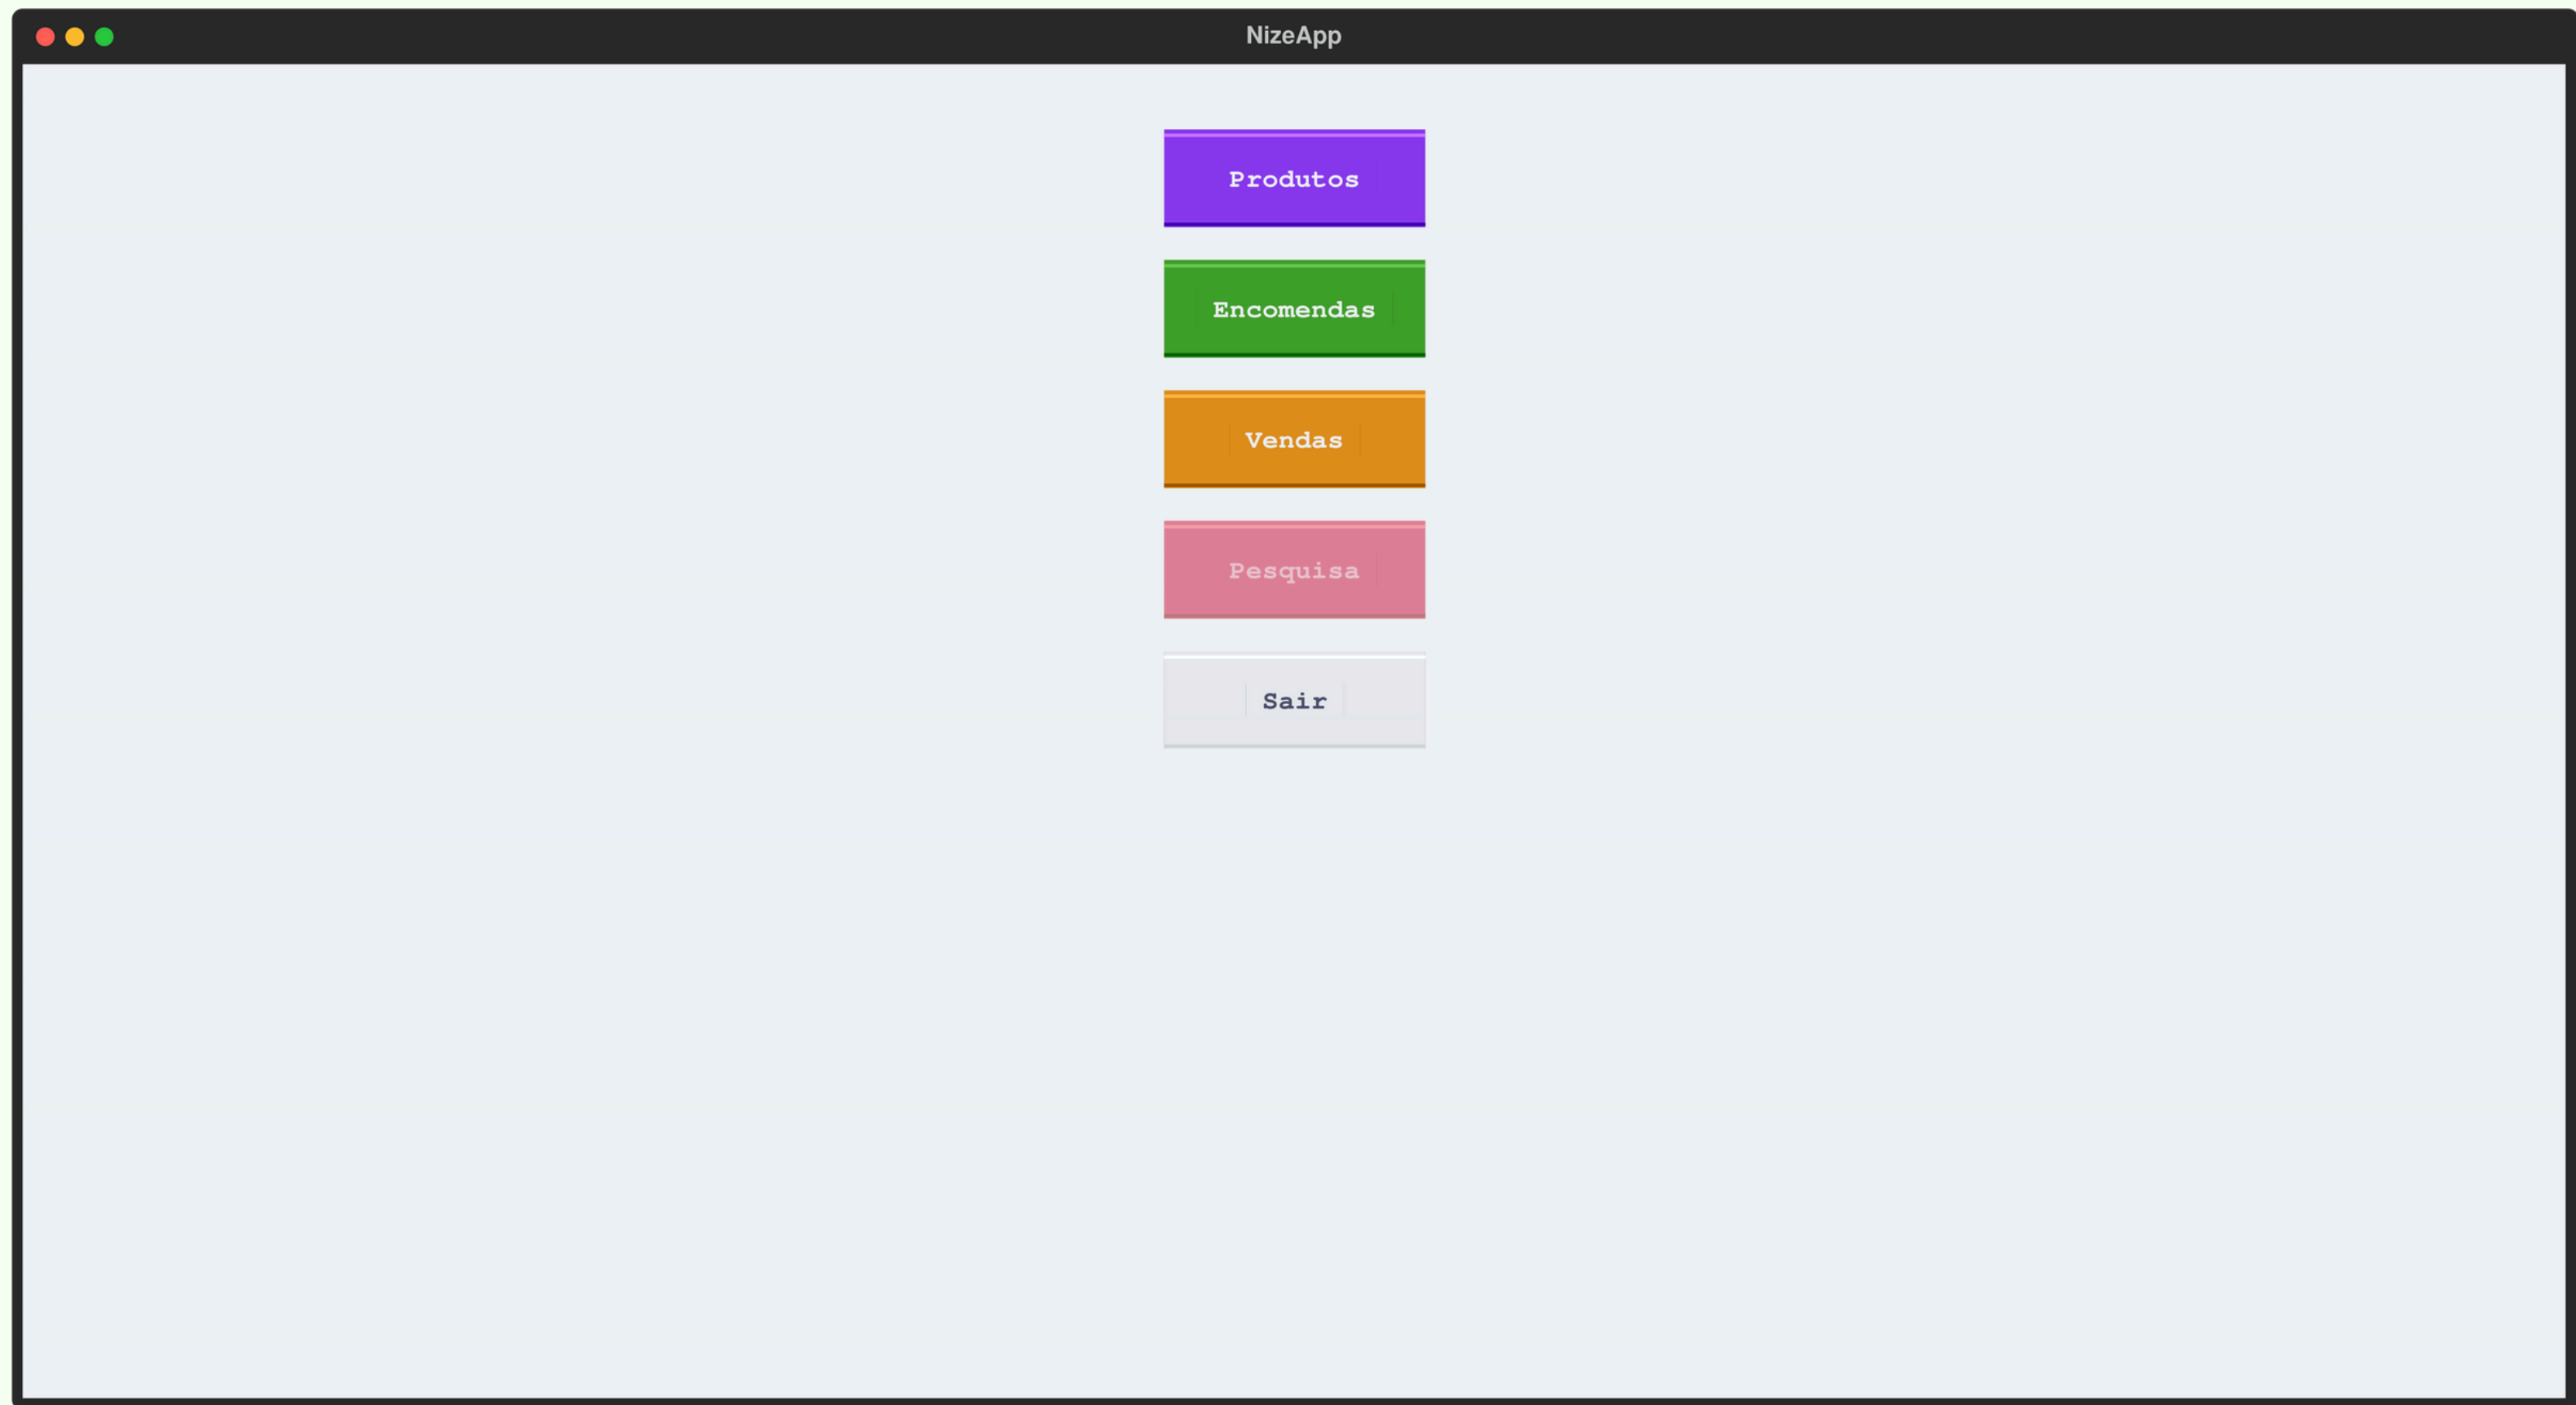 NizeApp
Produtos
Encomendas
Vendas
Pesquisa
Sair